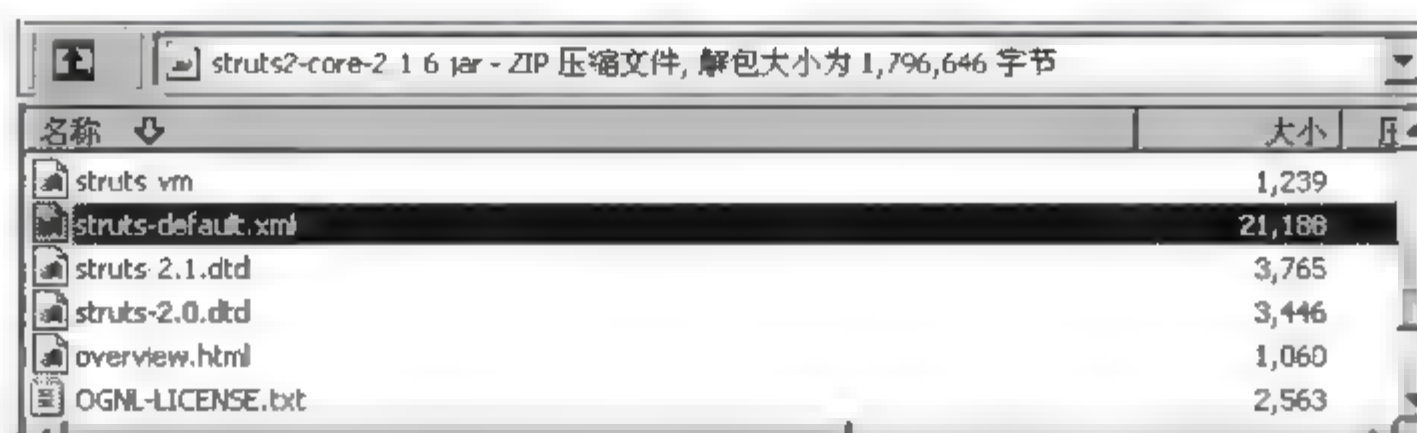 struts2-core-2 1 6 jar - ZIP 压缩文件, 解包大小为 1,796,646 字节
名称 大小
struts vm 1,239
struts-default.xml 21,188
struts-2.1.dtd 3,765
struts-2.0.dtd 3,446
overview.html 1,060
OGNL-LICENSE.txt 2,563